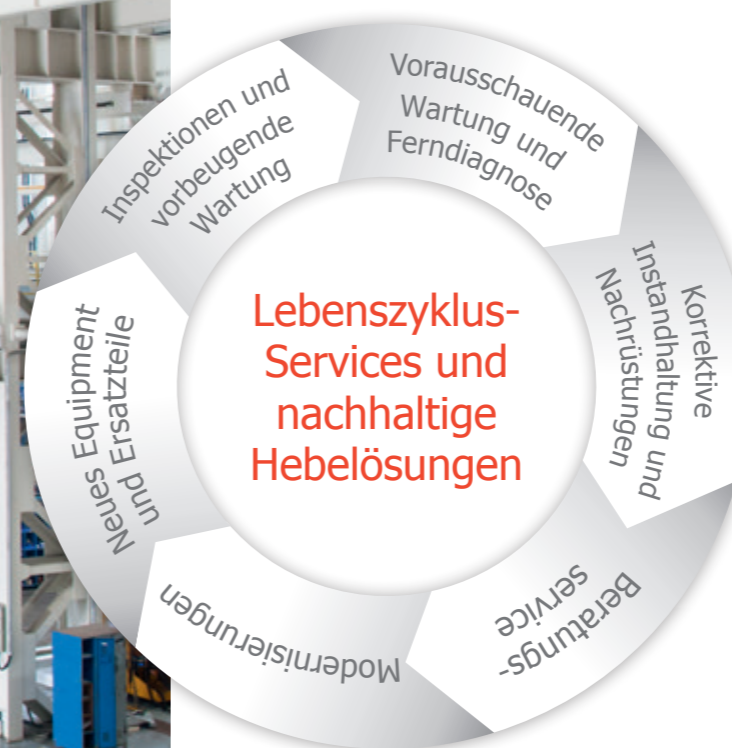 Lebenszyklus-
Services und
nachhaltige
Hebelösungen
Vorausschauende
Wartung und
Ferndiagnose
Korrektive
Instandhaltung und
Nachrüstungen
Beratungs-
service
Modernisierungen
Neues Equipment
und Ersatzteile
Inspektionen und
vorbeugende
Wartung